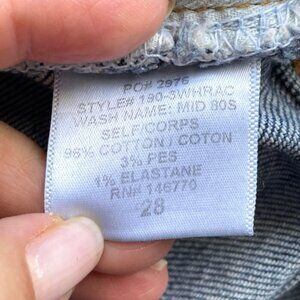 PO# 2976
STYLE# 190-3WHRAC
WASH NAME: MID 80S
SELF/CORPS
96% COTTON / COTON
3% PES
1% ELASTANE
RN# 146770
28